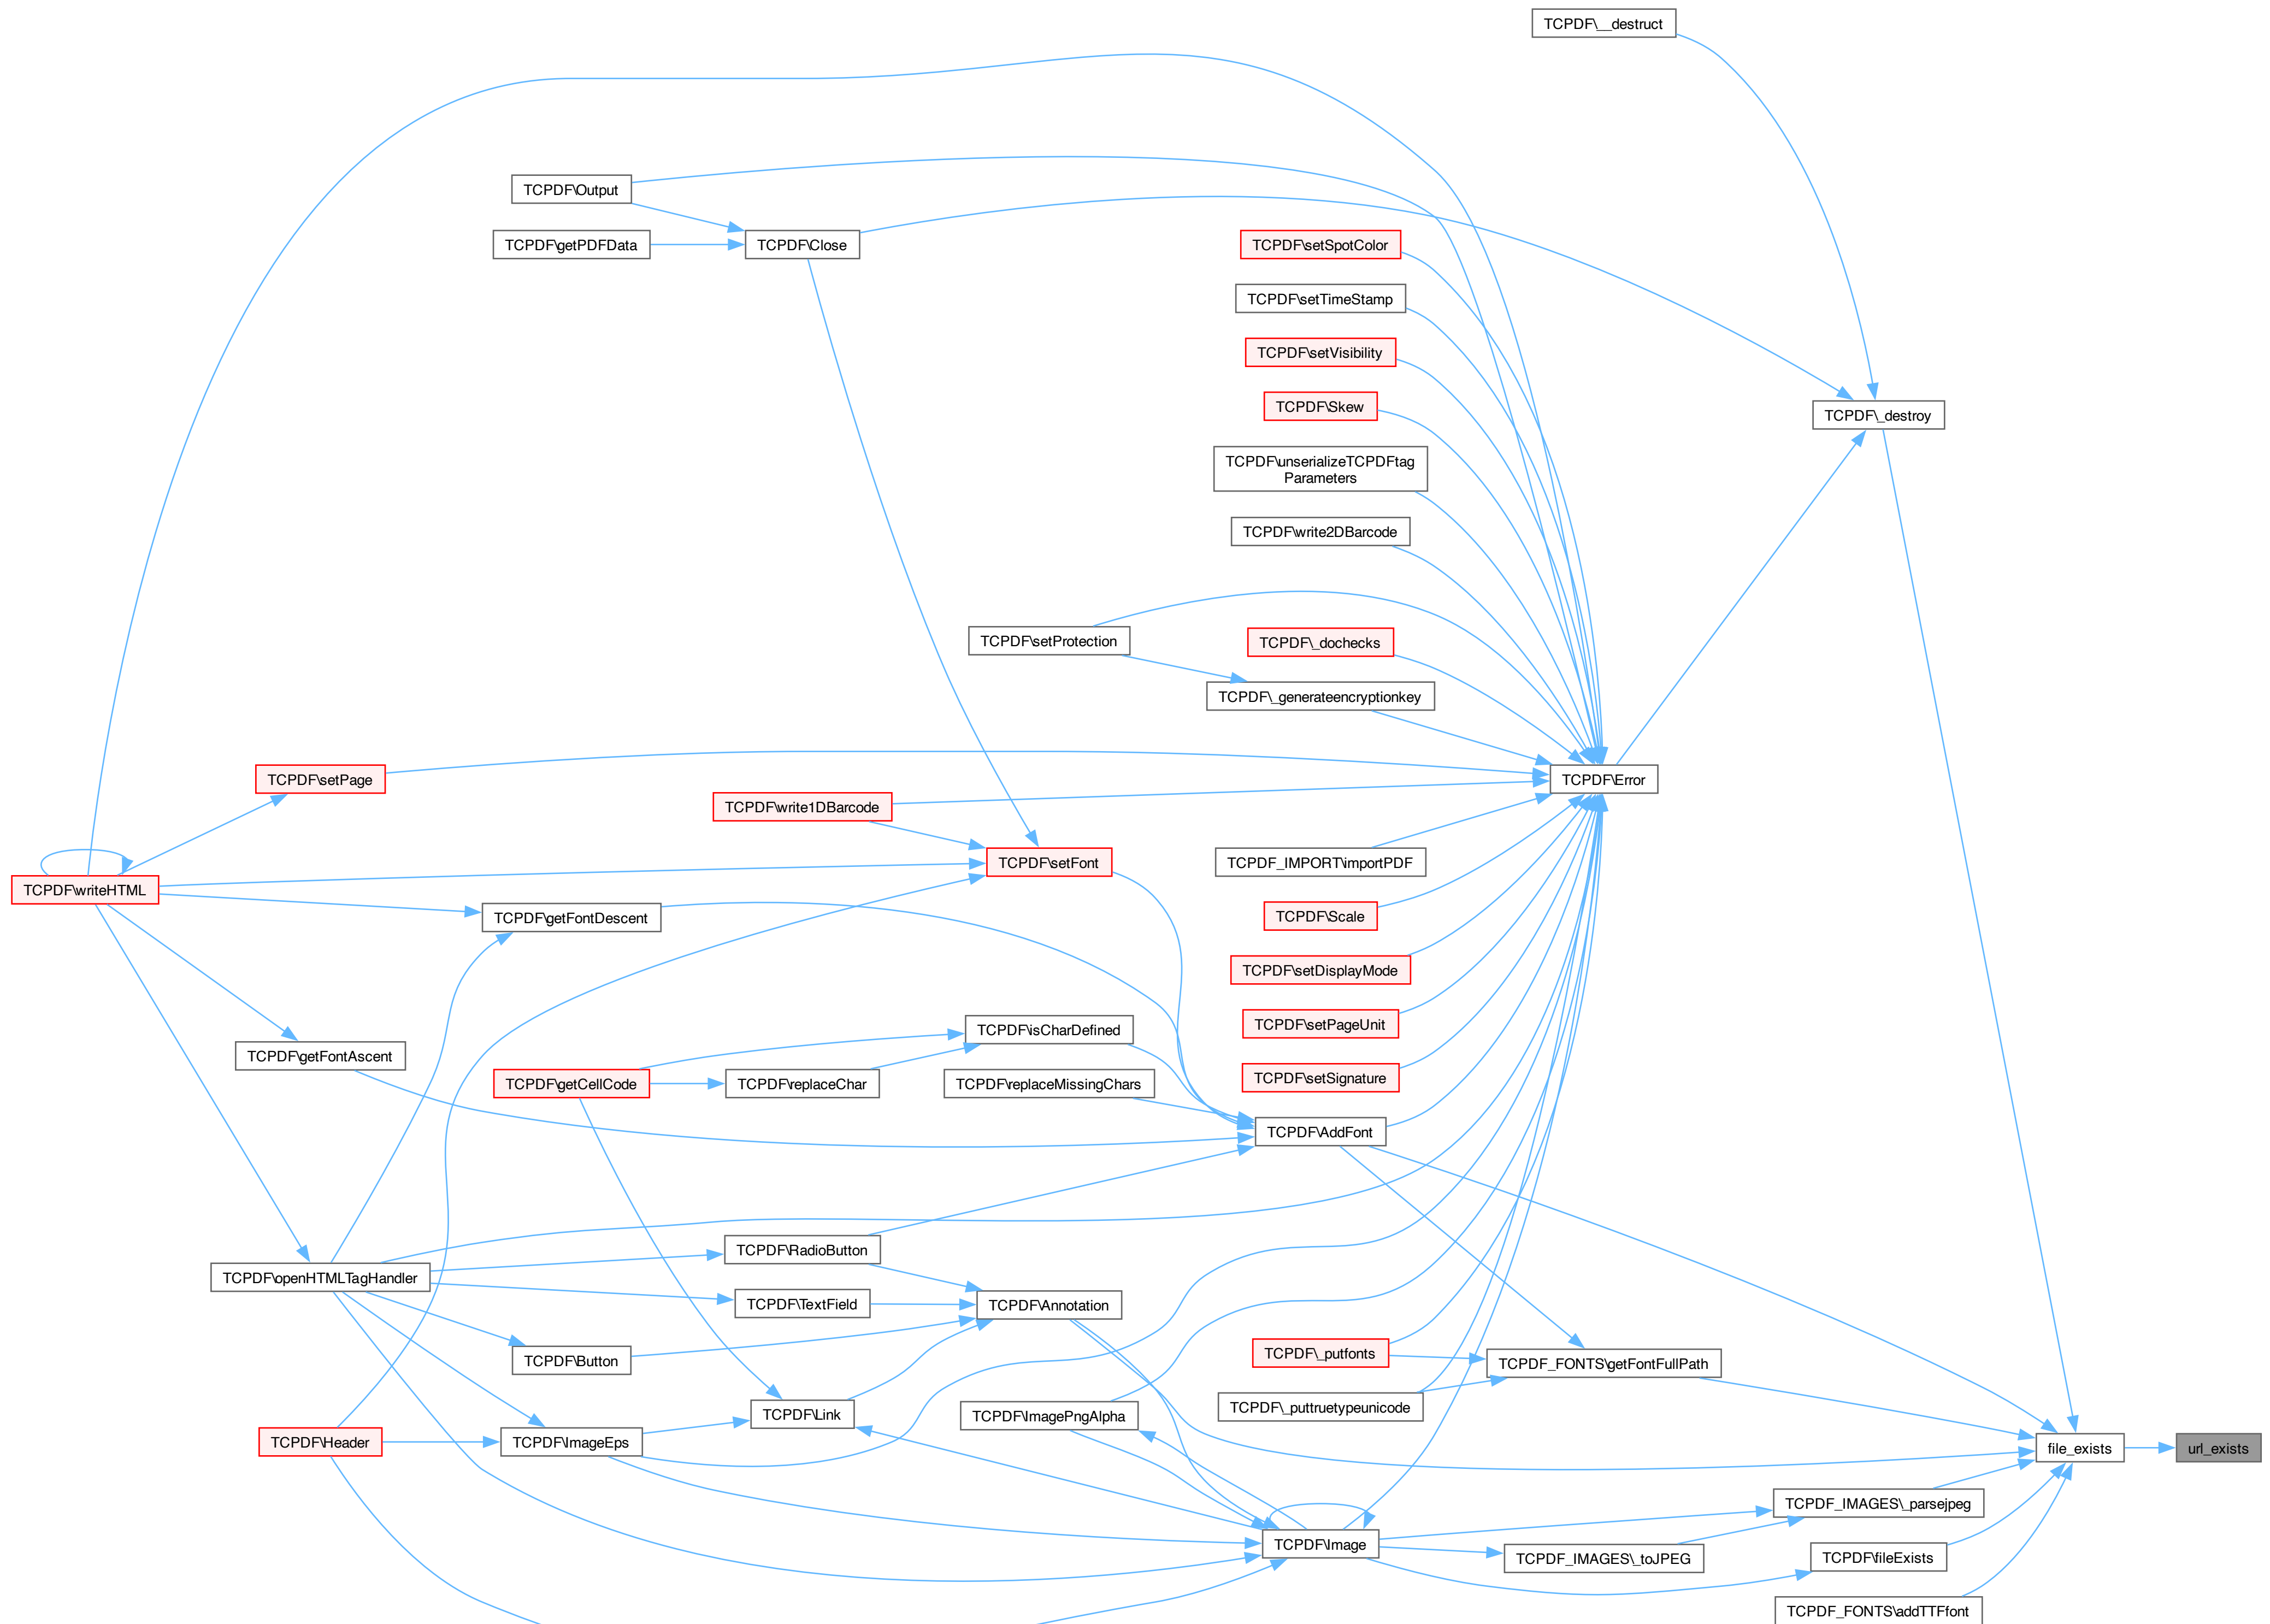 TCPDF\__destruct
TCPDF\Output
TCPDF\getPDFData
TCPDF\Close
TCPDF\setSpotColor
TCPDF\setTimeStamp
TCPDF\setVisibility
TCPDF\Skew
TCPDF\_destroy
TCPDF\unserializeTCPDFtag
Parameters
TCPDF\write2DBarcode
TCPDF\setProtection
TCPDF\_dochecks
TCPDF\_generateencryptionkey
TCPDF\setPage
TCPDF\Error
TCPDF\write1DBarcode
TCPDF_IMPORT\importPDF
TCPDF\setFont
TCPDF\writeHTML
TCPDF\getFontDescent
TCPDF\Scale
TCPDF\setDisplayMode
TCPDF\setPageUnit
TCPDF\isCharDefined
TCPDF\getFontAscent
TCPDF\getCellCode
TCPDF\replaceChar
TCPDF\replaceMissingChars
TCPDF\setSignature
TCPDF\AddFont
TCPDF\RadioButton
TCPDF\openHTMLTagHandler
TCPDF\TextField
TCPDF\Annotation
TCPDF\Button
TCPDF\_putfonts
TCPDF_FONTS\getFontFullPath
TCPDF\_puttruetypeunicode
TCPDF\Link
TCPDF\ImagePngAlpha
TCPDF\Header
TCPDF\ImageEps
file_exists
url_exists
TCPDF_IMAGES\_parsejpeg
TCPDF\Image
TCPDF_IMAGES\_toJPEG
TCPDF\fileExists
TCPDF_FONTS\addTTFfont